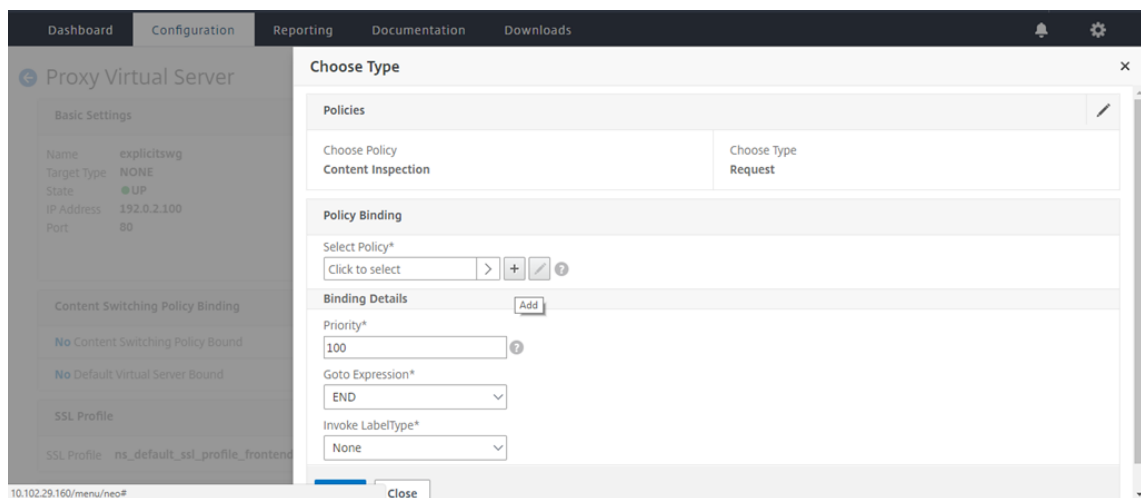 Dashboard Configuration Reporting Documentation Downloads
Proxy Virtual Server
Basic Settings
Name explicitswg
Target Type NONE
State UP
IP Address 192.0.2.100
Port 80
Content Switching Policy Binding
No Content Switching Policy Bound
No Default Virtual Server Bound
SSL Profile
SSL Profile ns_default_ssl_profile_frontend
10.102.29.160/menu/neo#
Choose Type ×
Policies
Choose Policy Choose Type
Content Inspection Request
Policy Binding
Select Policy*
Click to select > + ?
Add
Binding Details
Priority*
100 ?
Goto Expression*
END
Invoke LabelType*
None
Close